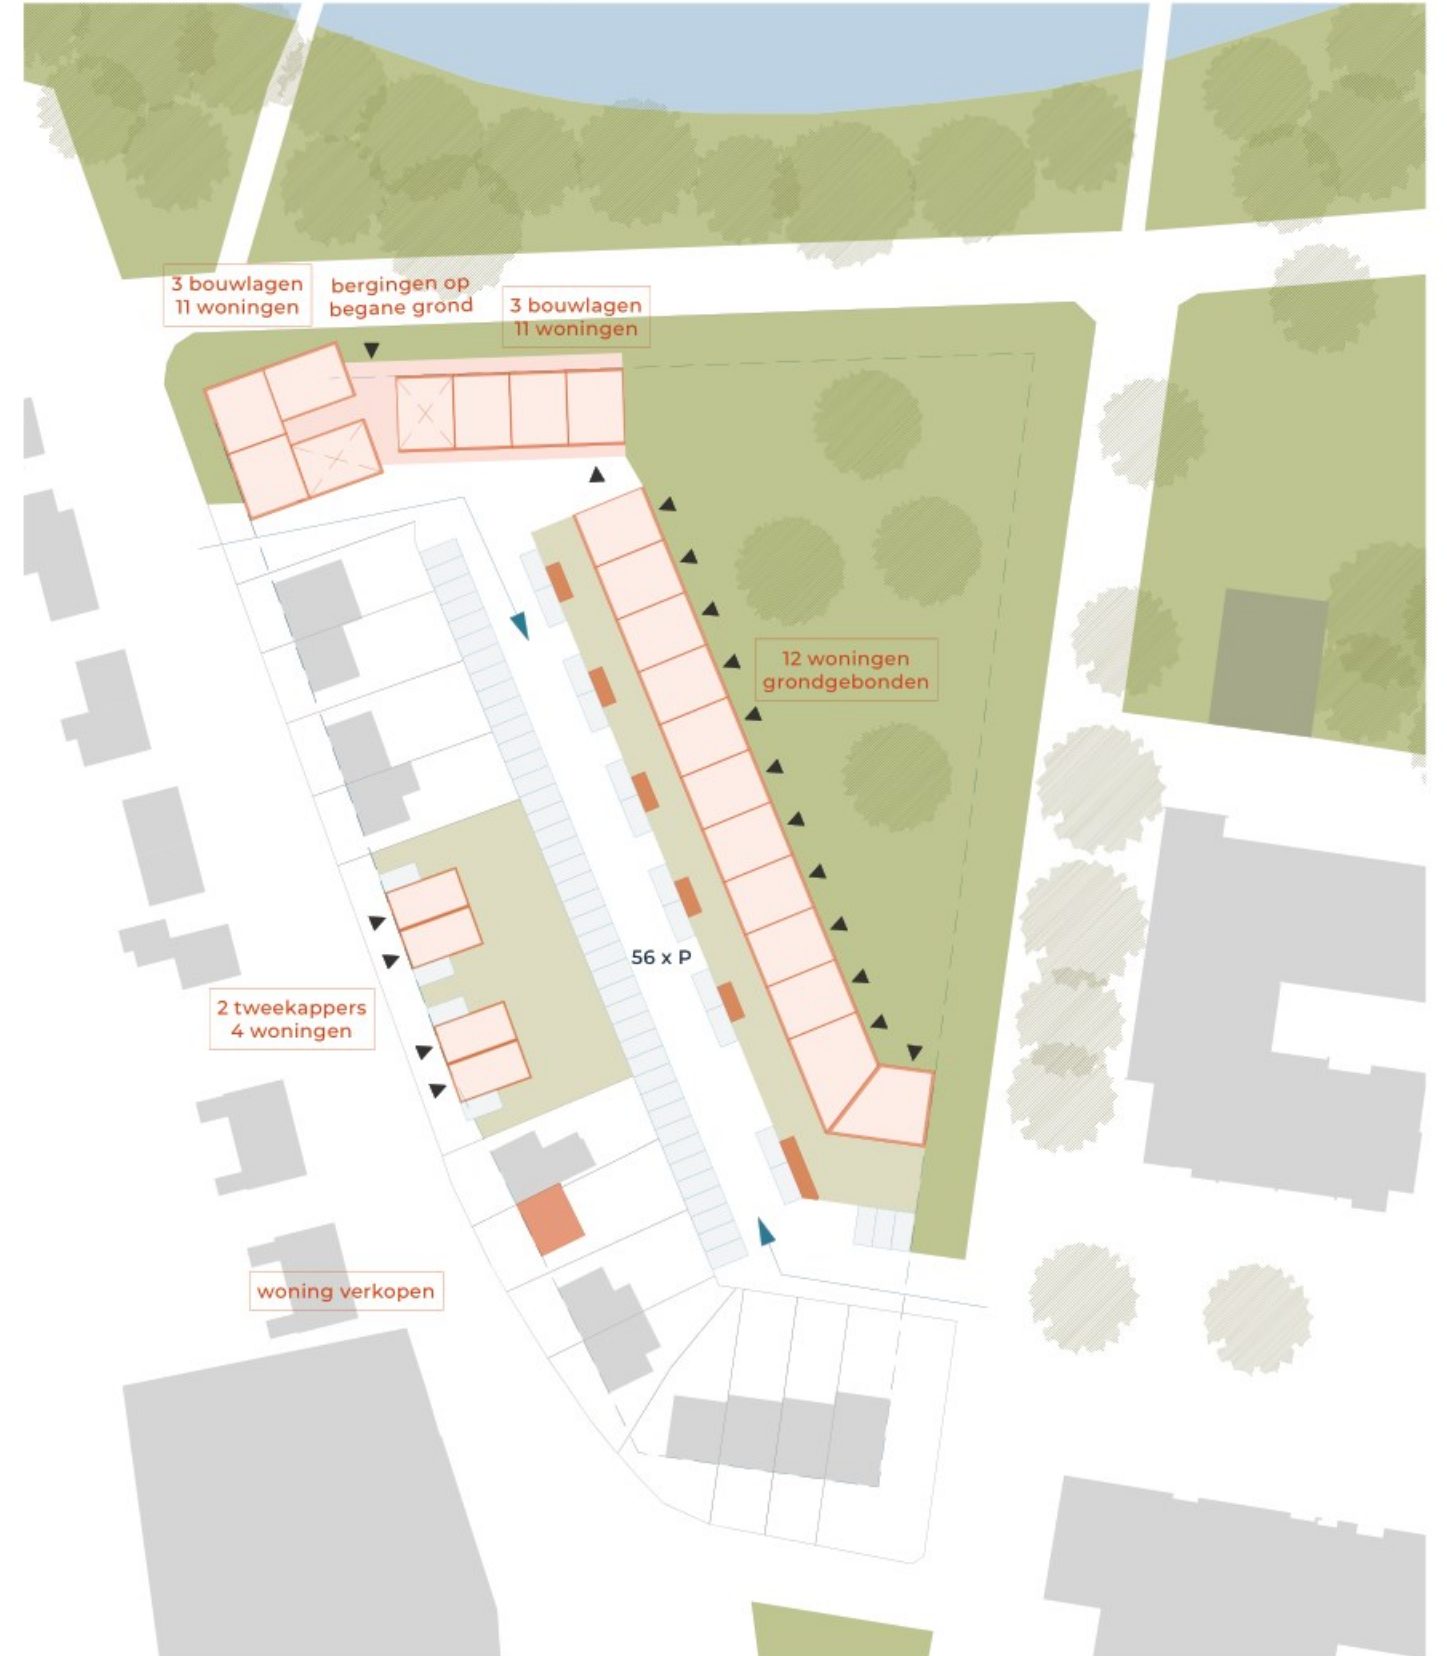 3 bouwlagen
11 woningen
bergingen op
begane grond
3 bouwlagen
11 woningen
12 woningen
grondgebonden
56 x P
2 tweekappers
4 woningen
woning verkopen